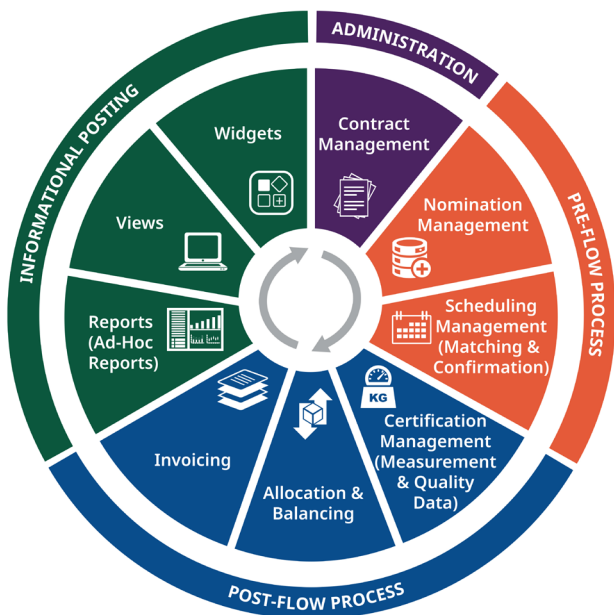 ADMINISTRATION
Contract
Management
PRE-FLOW PROCESS
Nomination
Management
Scheduling
Management
(Matching &
Confirmation)
POST-FLOW PROCESS
KG
Certification
Management
(Measurement
& Quality
Data)
Allocation &
Balancing
Invoicing
INFORMATIONAL POSTING
Reports
(Ad-Hoc
Reports)
Views
Widgets